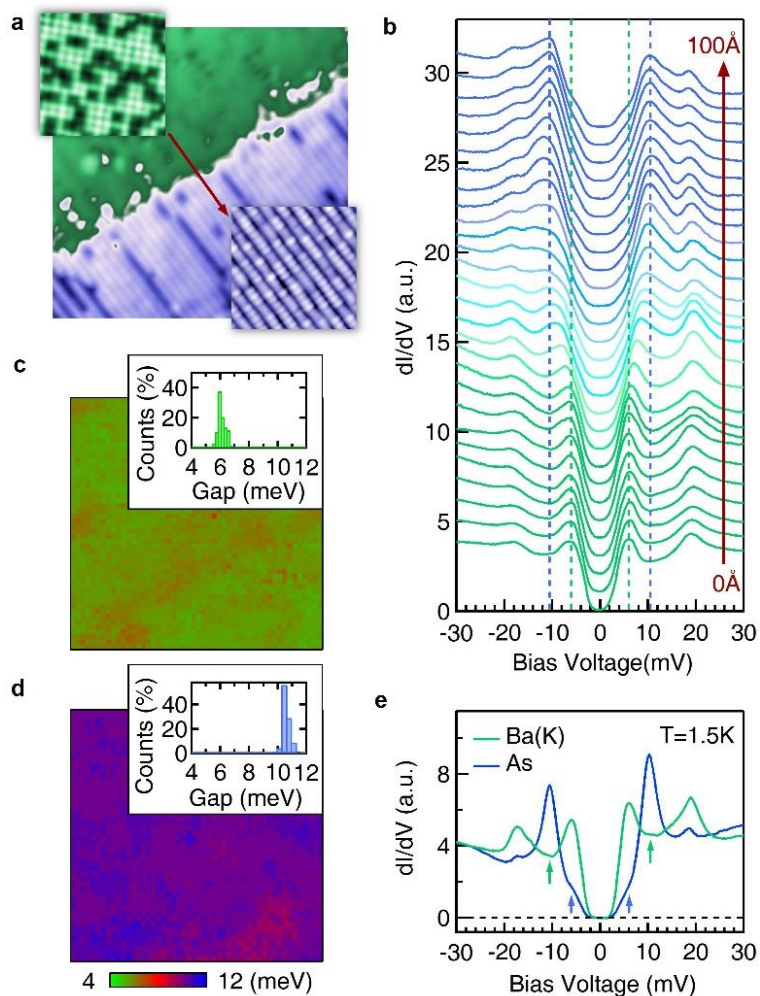 a
b
100Å
30
25
20
15
10
5
0
0Å
dI/dV (a.u.)
-30 -20 -10 0 10 20 30
Bias Voltage(mV)
c
Counts (%)
40
20
0
4 6 8 10 12
Gap (meV)
d
Counts (%)
40
20
0
4 6 8 10 12
Gap (meV)
4 12 (meV)
e
Ba(K)
As
T=1.5K
dI/dV (a.u.)
8
4
0
-30 -20 -10 0 10 20 30
Bias Voltage (mV)